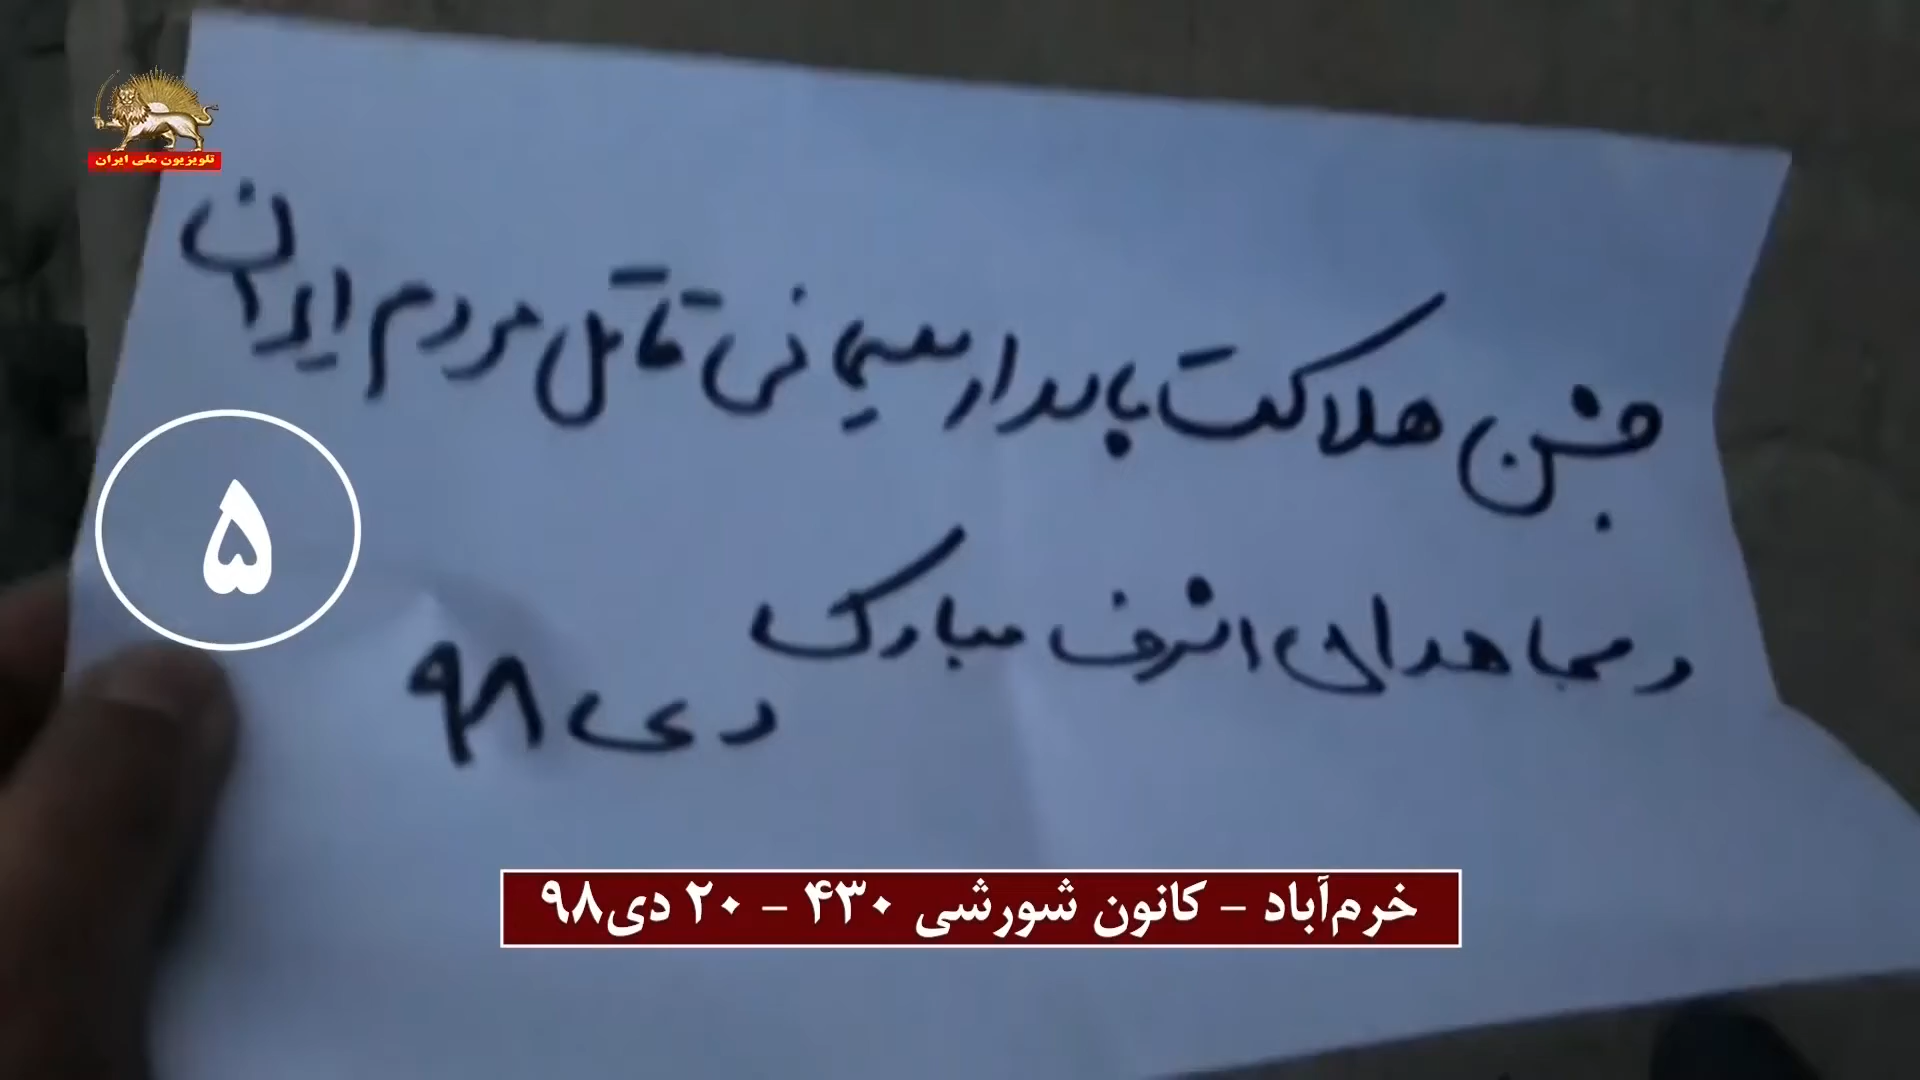 تلویزیون ملی ایران
جشن هلاکت پاسدار سلیمانی قاتل مردم ایران
۵
در مجاهدان اشرف مبارک
دی ۹۸
خرم‌آباد – کانون شورشی ۴۳۰ – ۲۰ دی۹۸